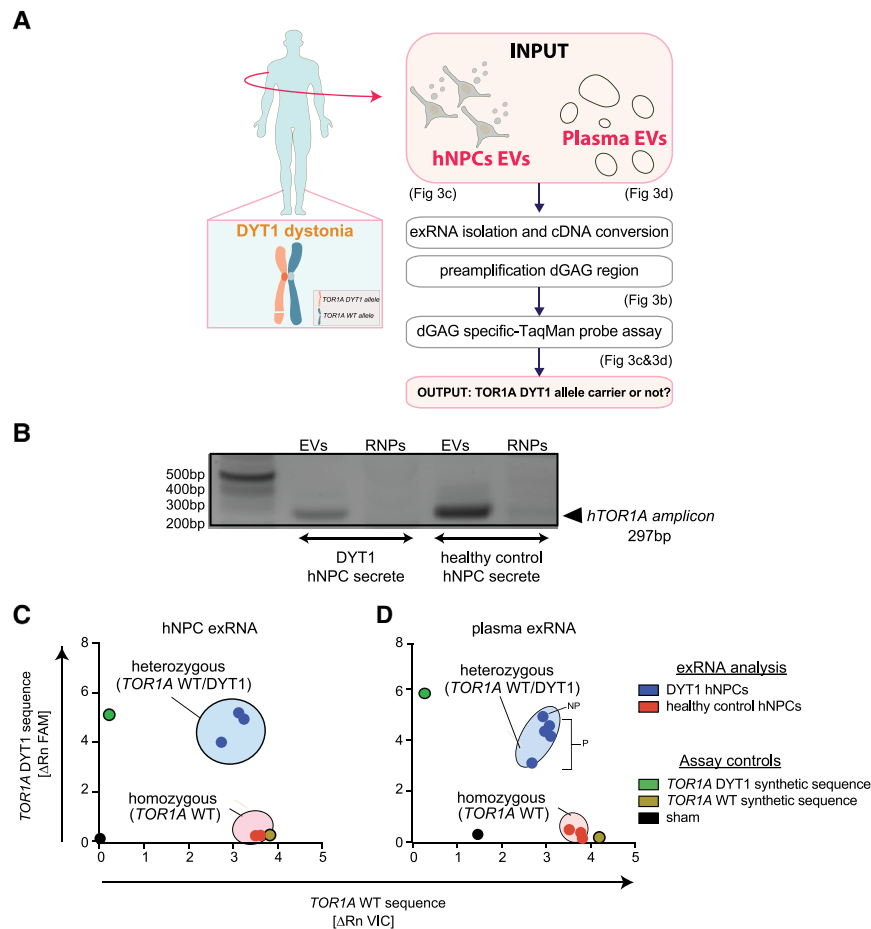 A
INPUT
hNPCs EVs
Plasma EVs
(Fig 3c)
(Fig 3d)
DYT1 dystonia
TOR1A DYT1 allele
TOR1A WT allele
exRNA isolation and cDNA conversion
preamplification dGAG region
(Fig 3b)
dGAG specific-TaqMan probe assay
(Fig 3c&3d)
OUTPUT: TOR1A DYT1 allele carrier or not?
B
EVs RNPs EVs RNPs
500bp
400bp
300bp
200bp
hTOR1A amplicon
297bp
DYT1
hNPC secrete
healthy control
hNPC secrete
C
hNPC exRNA
8
6
4
2
0
0 1 2 3 4 5
TOR1A DYT1 sequence
[ΔRn FAM]
heterozygous
(TOR1A WT/DYT1)
homozygous
(TOR1A WT)
D
plasma exRNA
8
6
4
2
0
0 1 2 3 4 5
heterozygous
(TOR1A WT/DYT1)
NP
P
homozygous
(TOR1A WT)
TOR1A WT sequence
[ΔRn VIC]
exRNA analysis
DYT1 hNPCs
healthy control hNPCs
Assay controls
TOR1A DYT1 synthetic sequence
TOR1A WT synthetic sequence
sham